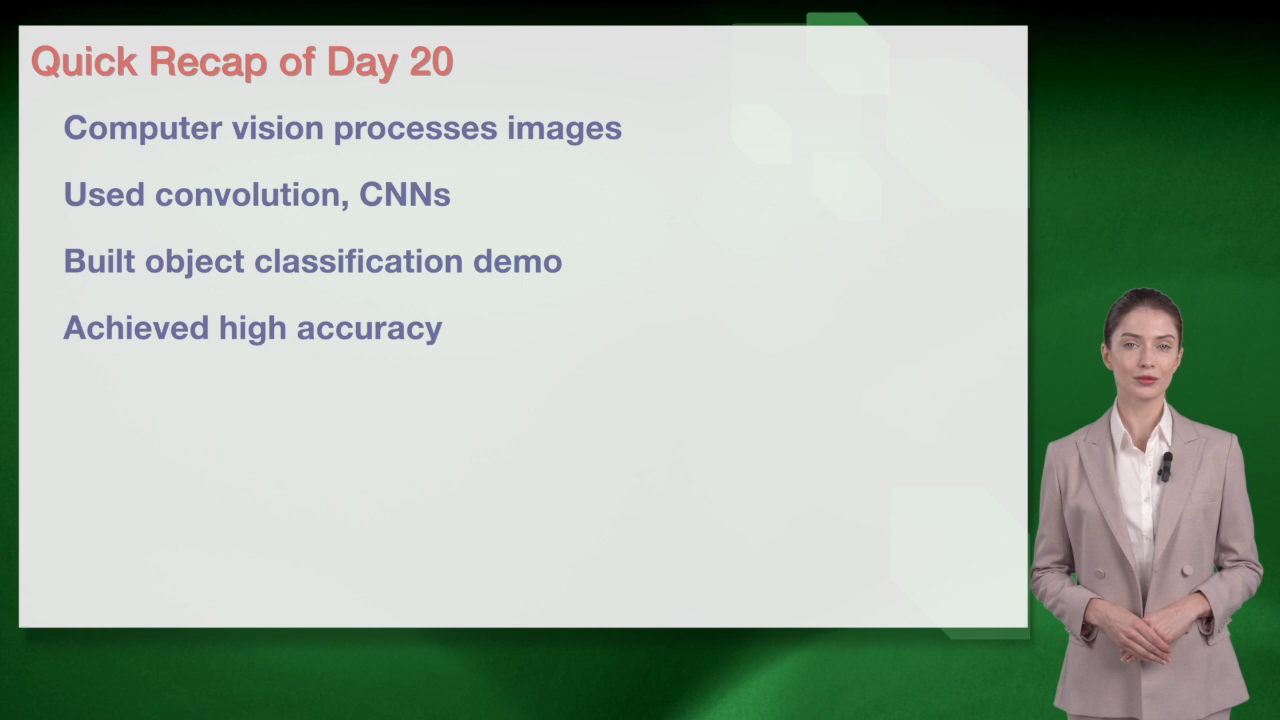 Quick Recap of Day 20
Computer vision processes images
Used convolution, CNNs
Built object classification demo
Achieved high accuracy